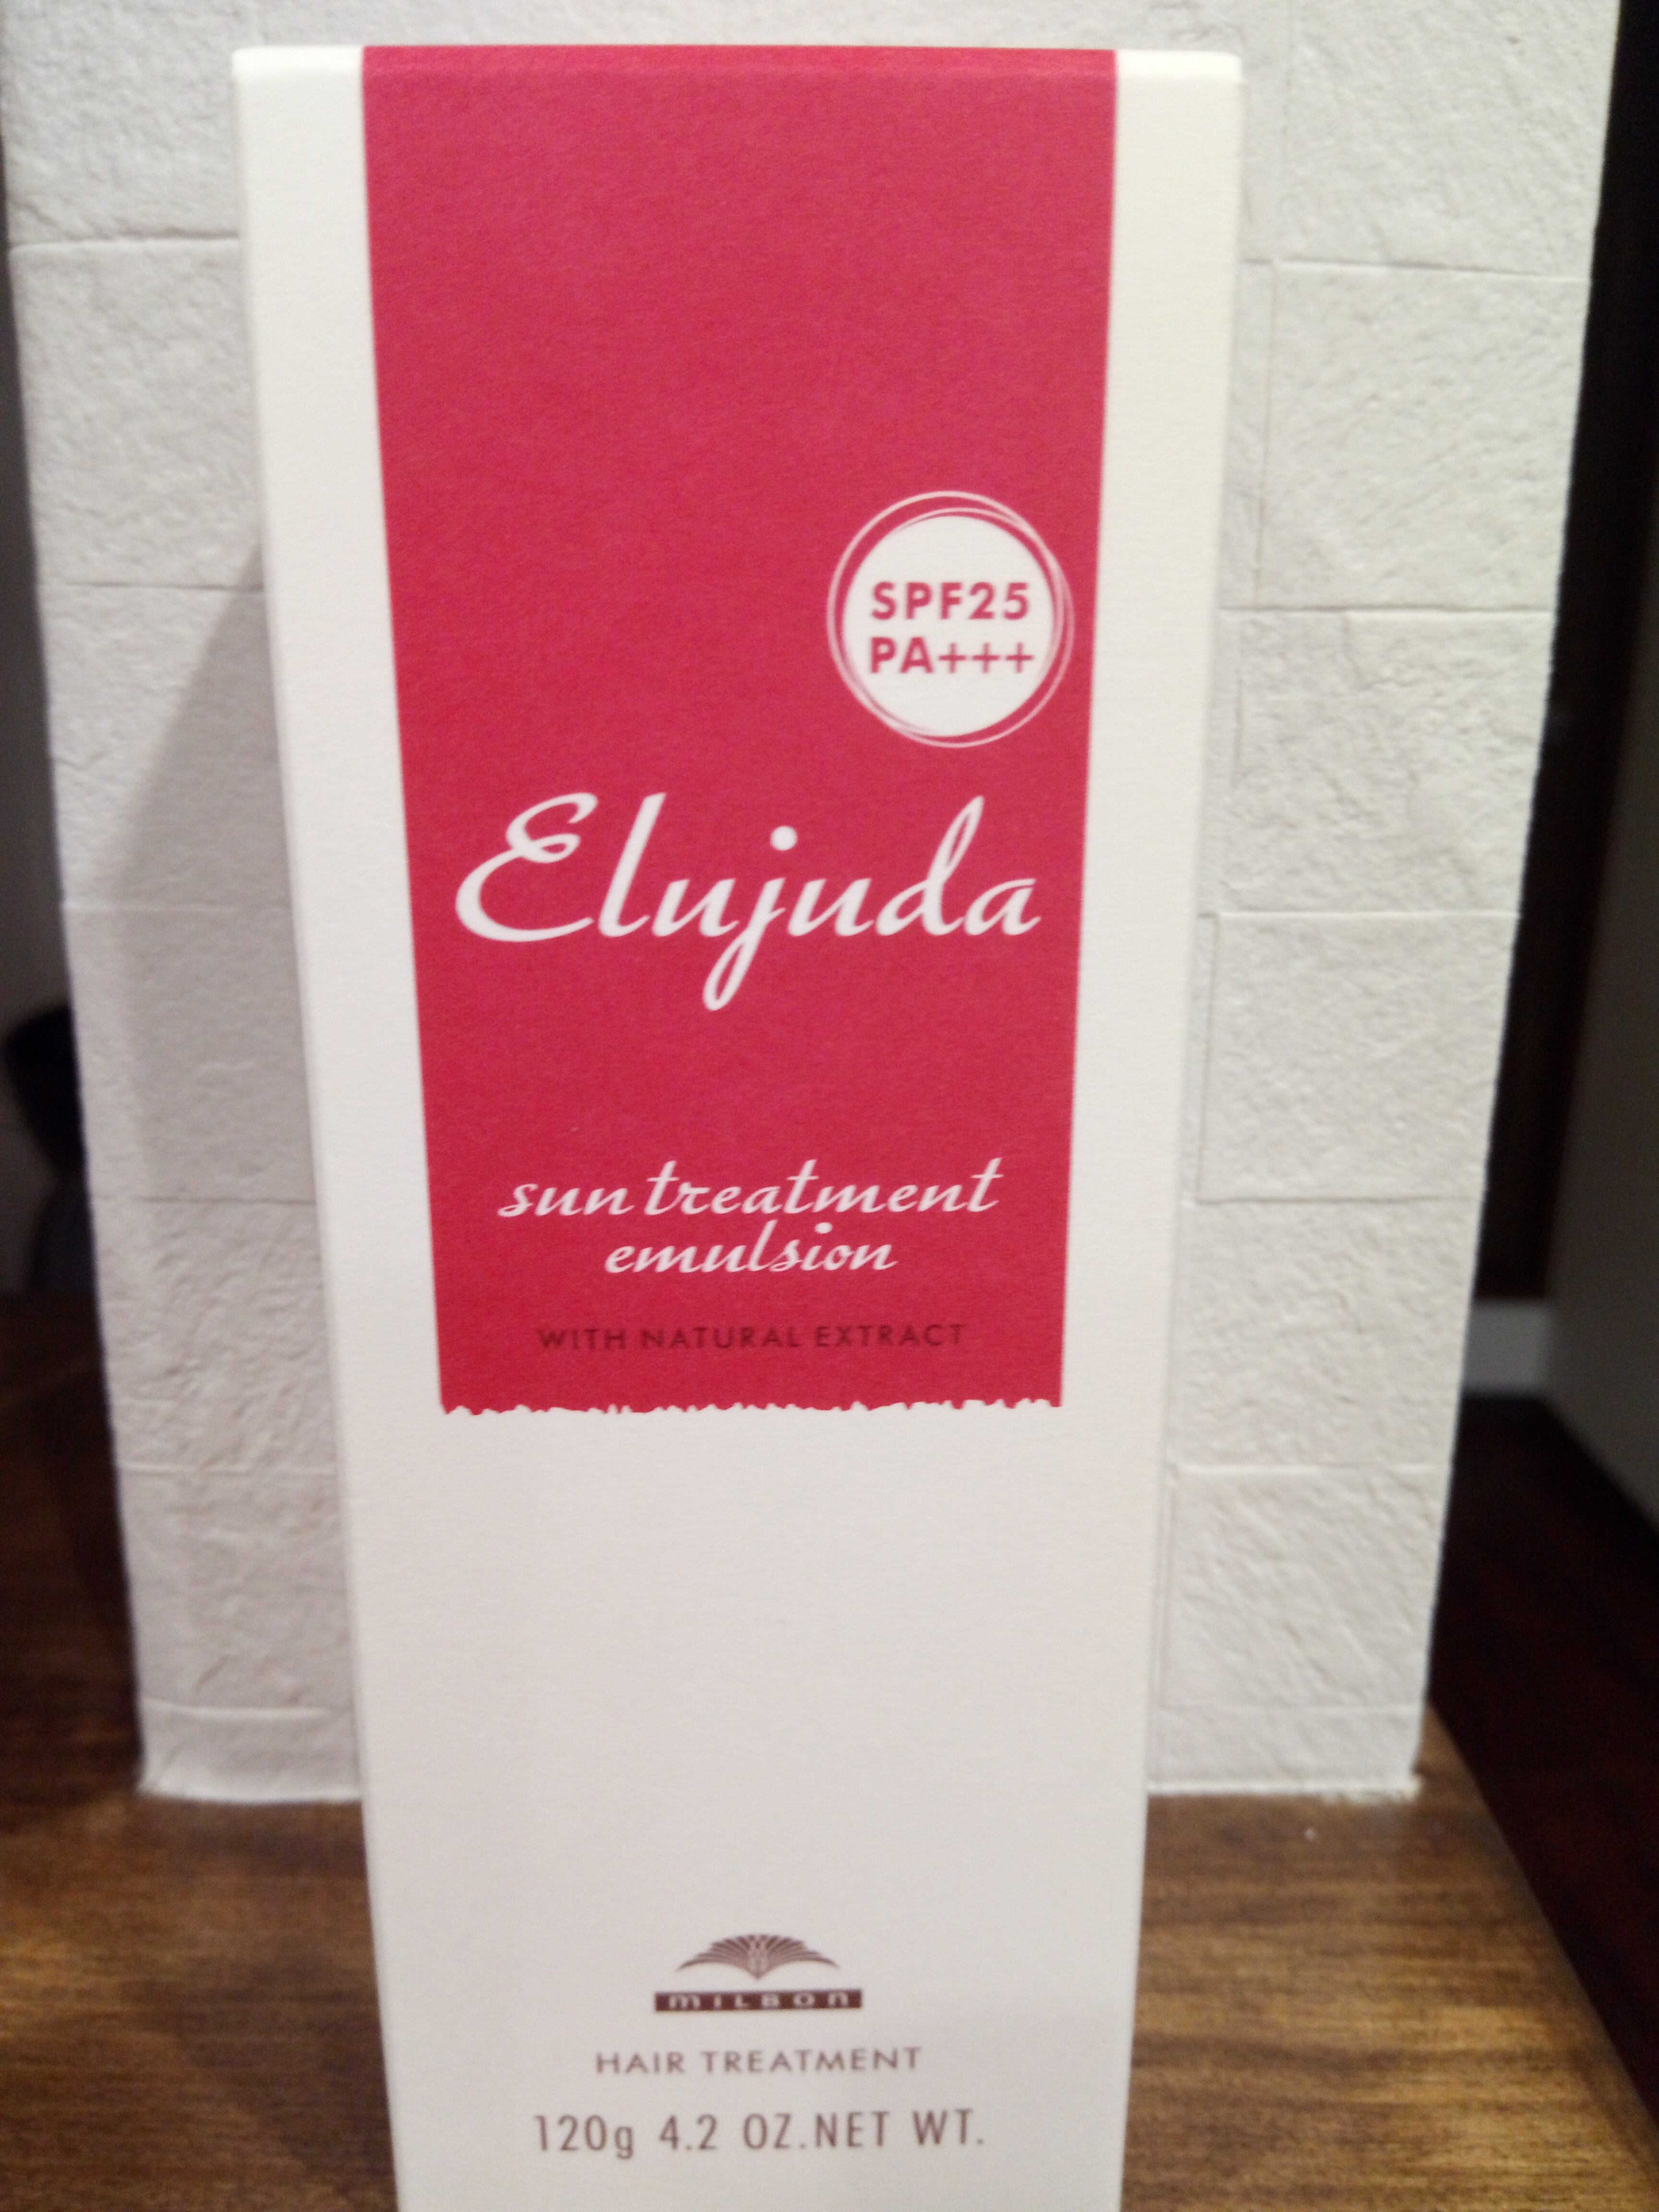 SPF25
PA+++
Elujuda
sun treatment
emulsion
WITH NATURAL EXTRACT
MILBON
HAIR TREATMENT
120g 4.2 OZ.NET WT.